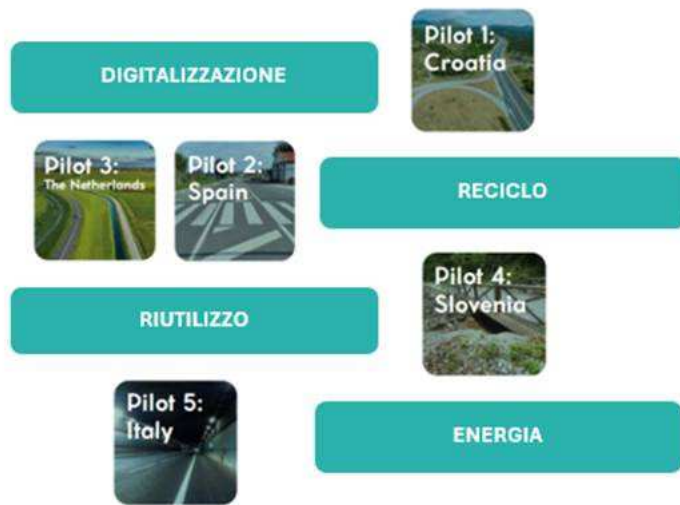 DIGITALIZZAZIONE
Pilot 1:
Croatia
Pilot 3:
The Netherlands
Pilot 2:
Spain
RECICLO
RIUTILIZZO
Pilot 4:
Slovenia
Pilot 5:
Italy
ENERGIA